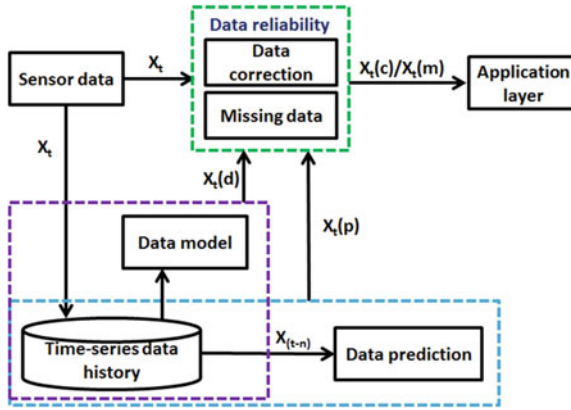 Data reliability
Sensor data
X_t
Data
correction
Missing data
X_t(c)/X_t(m)
Application
layer
X_t
X_t(d)
X_t(p)
Data model
Time-series data
history
X_(t-n)
Data prediction